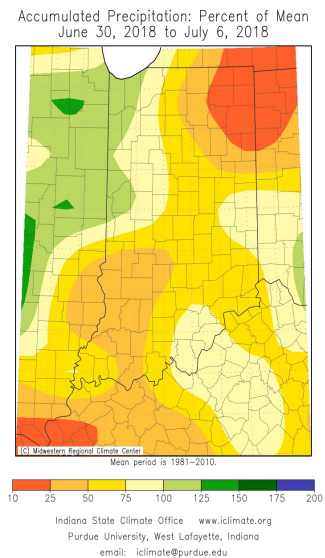 Accumulated Precipitation: Percent of Mean
June 30, 2018 to July 6, 2018
(C) Midwestern Regional Climate Center
Mean period is 1981-2010.
10 25 50 75 100 125 150 175 200
Indiana State Climate Office www.iclimate.org
Purdue University, West Lafayette, Indiana
email: iclimate@purdue.edu